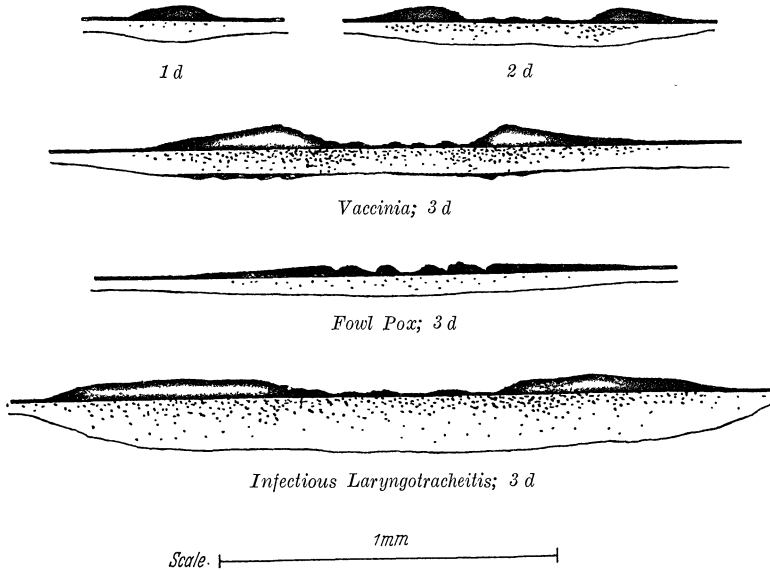 1 d
2 d
Vaccinia; 3 d
Fowl Pox; 3 d
Infectious Laryngotracheitis; 3 d
1mm
Scale.